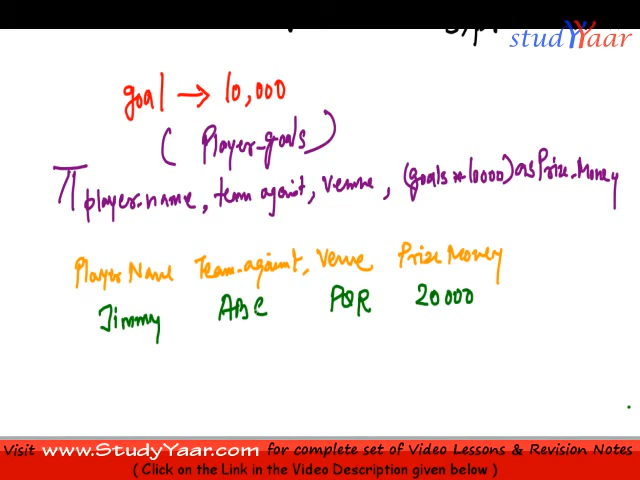 studYYaar
goal → 10,000
( Player-goals )
π player-name, team against, venue, (goals * 10000) as Prize-Money
Player Name Team-against, Venue Prize Money
Jimmy ABC PQR 20000
Visit www.StudyYaar.com for complete set of Video Lessons & Revision Notes
( Click on the Link in the Video Description given below )